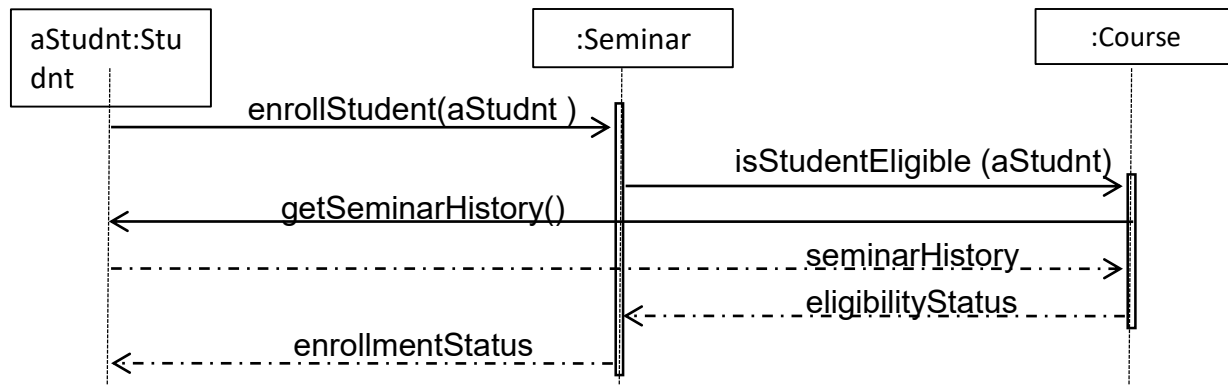 aStudnt:Stu
dnt
:Seminar
:Course
enrollStudent(aStudnt )
isStudentEligible (aStudnt)
getSeminarHistory()
seminarHistory
eligibilityStatus
enrollmentStatus